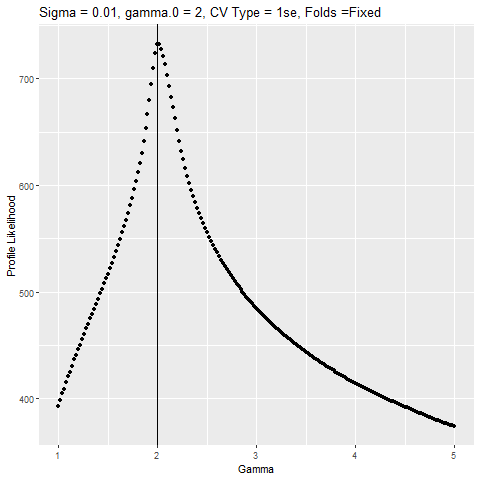 Sigma = 0.01, gamma.0 = 2, CV Type = 1se, Folds =Fixed
Profile Likelihood
700
600
500
400
1 2 3 4 5
Gamma